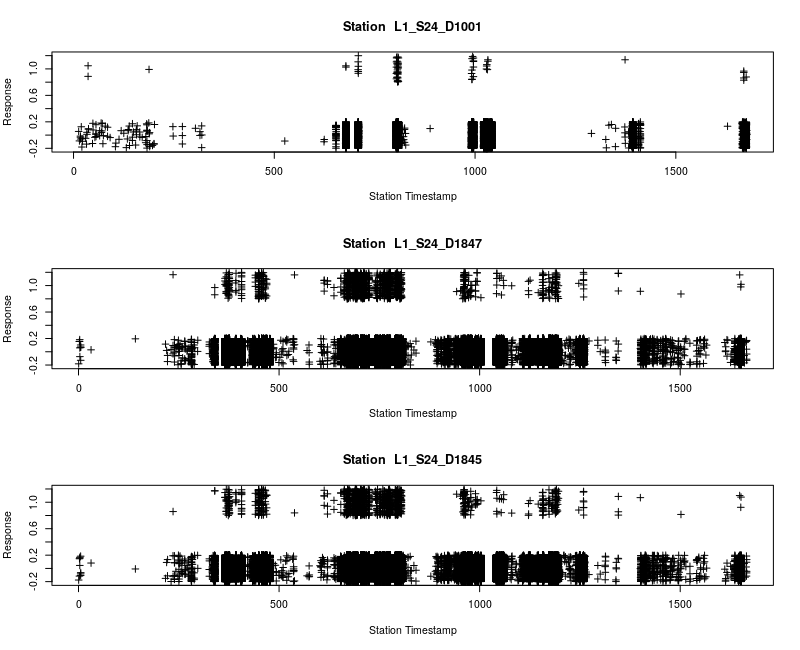 Station L1_S24_D1001
Response
-0.2 0.2 0.6 1.0
0 500 1000 1500
Station Timestamp
Station L1_S24_D1847
Response
-0.2 0.2 0.6 1.0
0 500 1000 1500
Station Timestamp
Station L1_S24_D1845
Response
-0.2 0.2 0.6 1.0
0 500 1000 1500
Station Timestamp